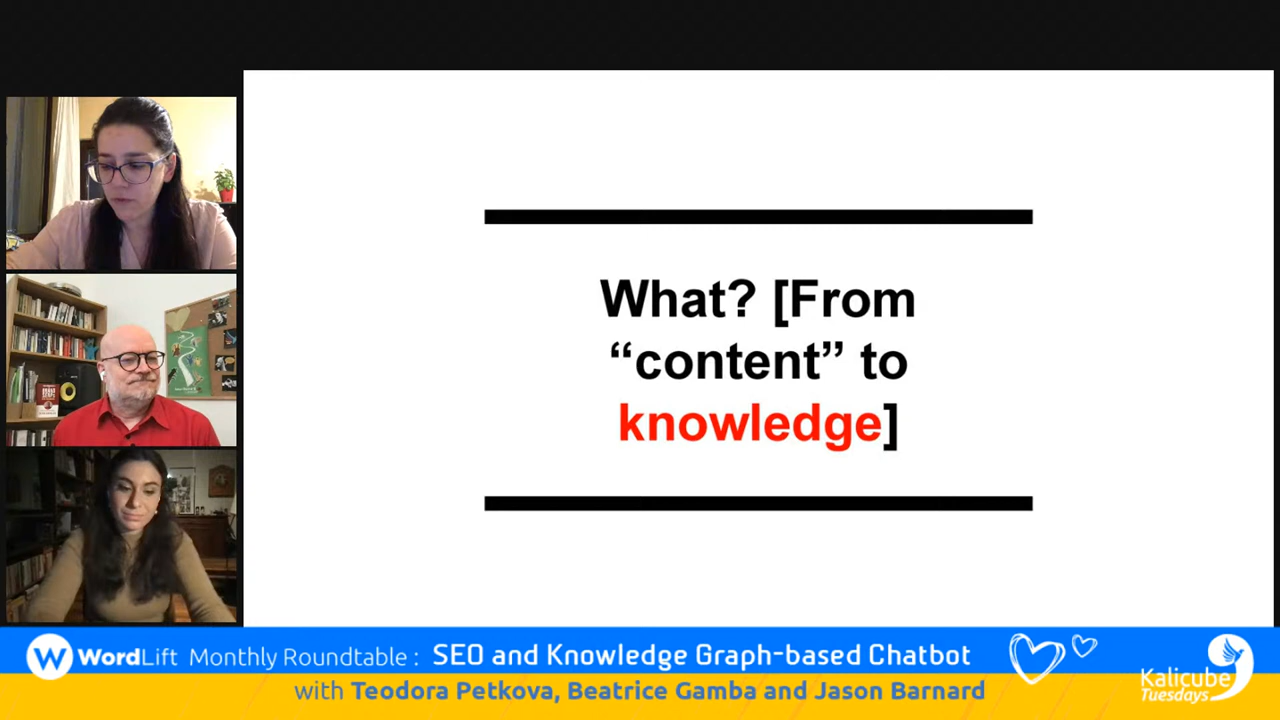 What? [From
“content” to
knowledge]
W WordLift Monthly Roundtable : SEO and Knowledge Graph-based Chatbot
with Teodora Petkova, Beatrice Gamba and Jason Barnard
Kalicube
Tuesdays